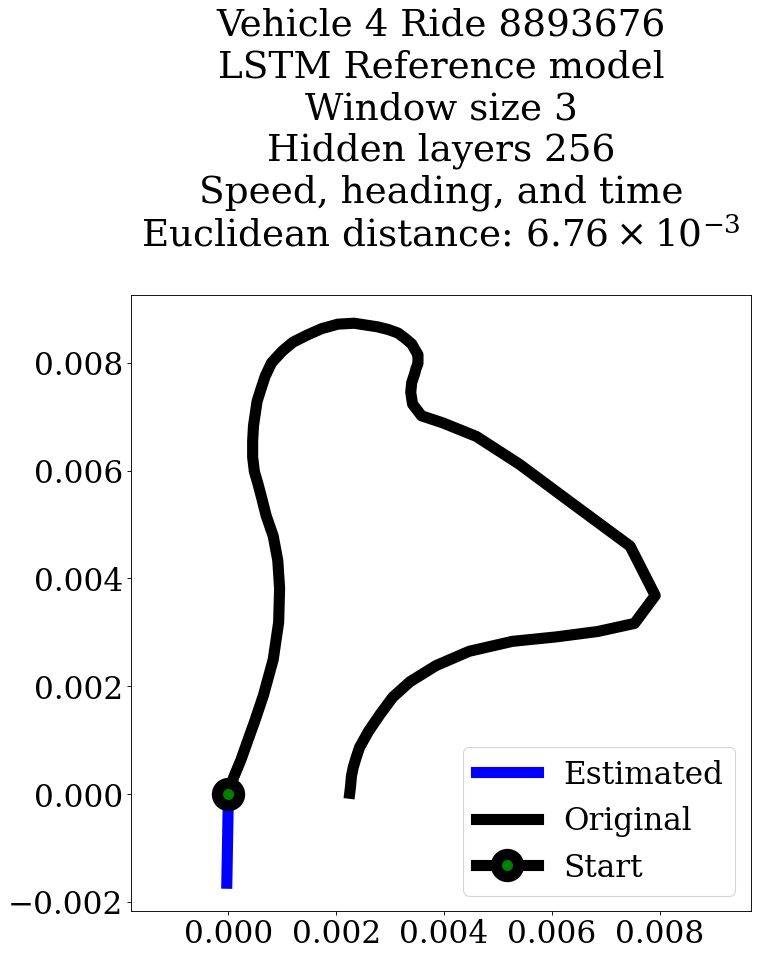 Vehicle 4 Ride 8893676
LSTM Reference model
Window size 3
Hidden layers 256
Speed, heading, and time
Euclidean distance: 6.76 × 10⁻³
0.008
0.006
0.004
0.002
0.000
−0.002
Estimated
Original
Start
0.000 0.002 0.004 0.006 0.008